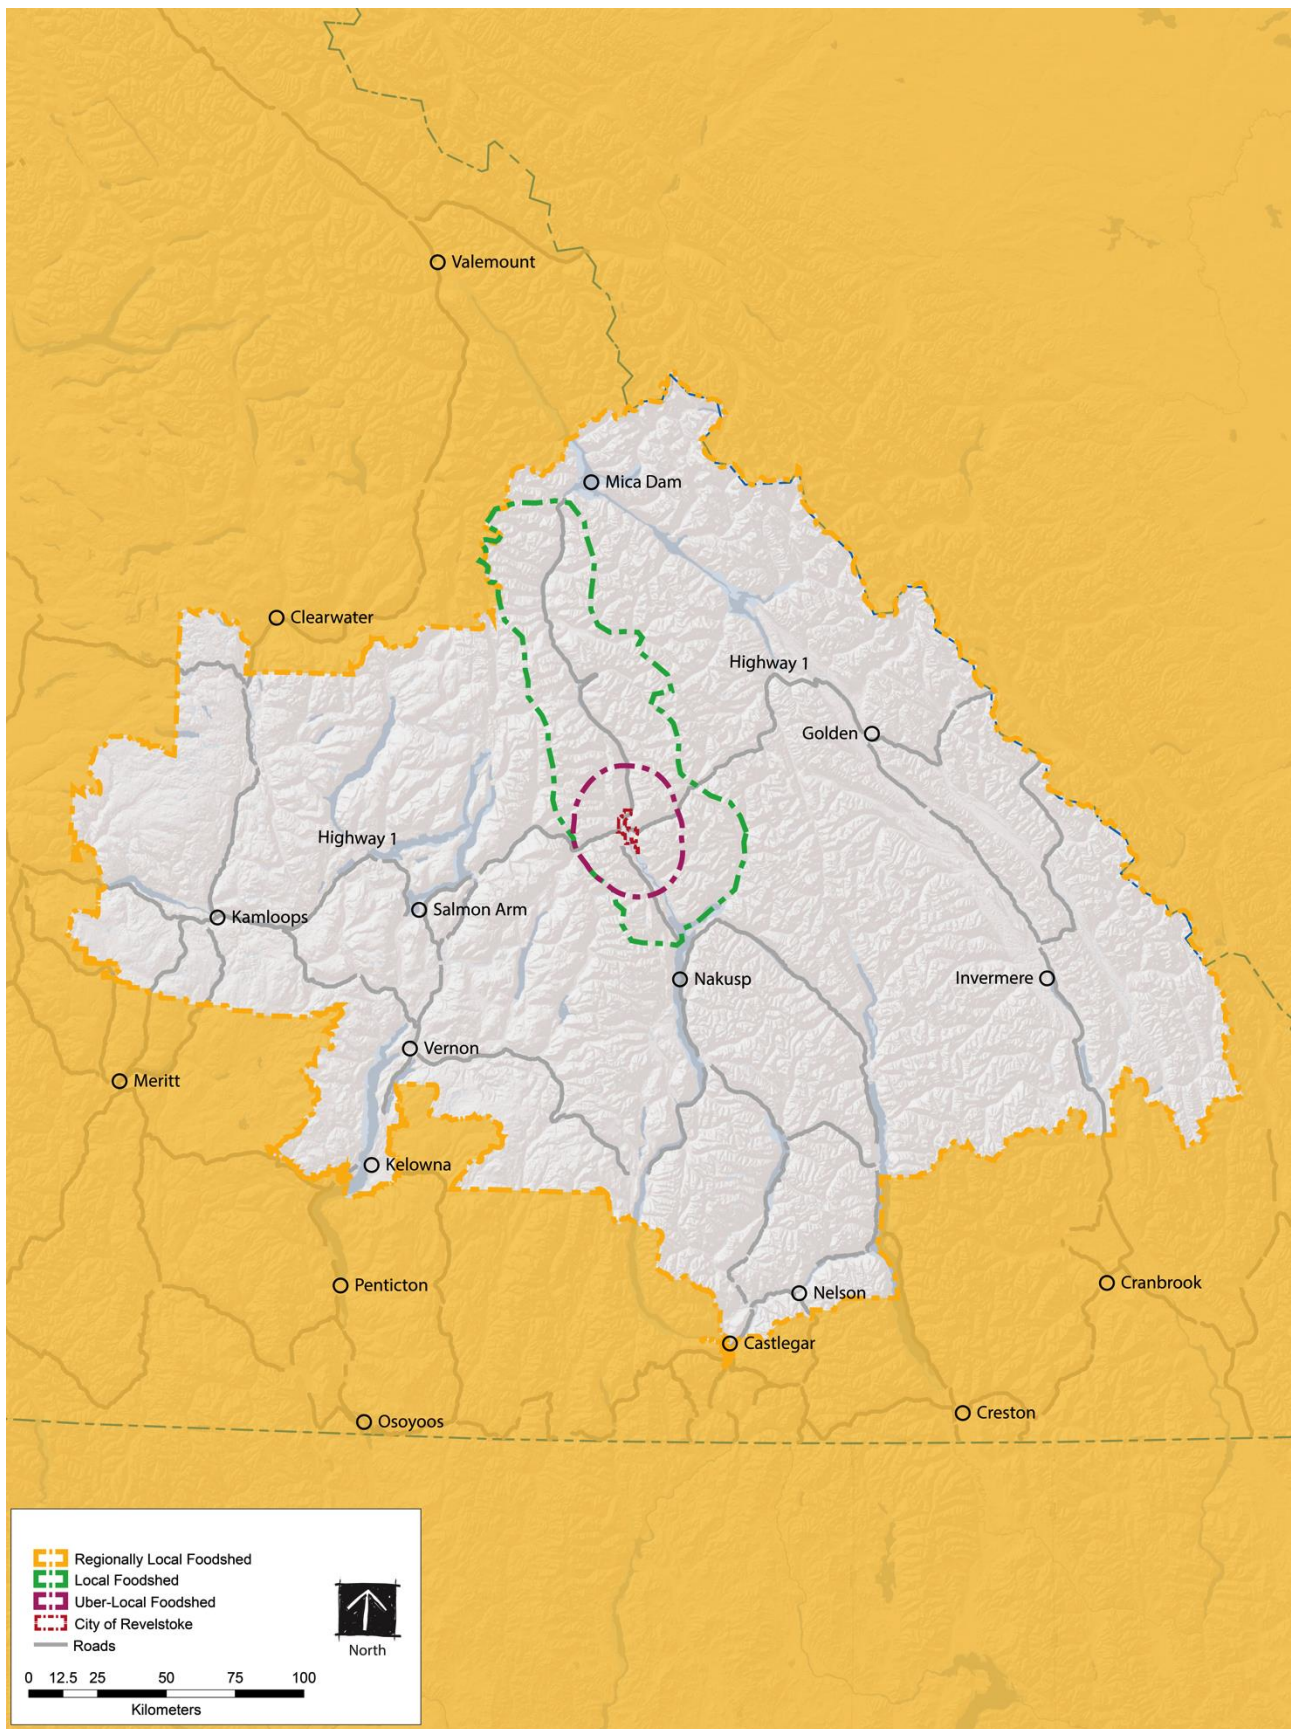 Valemount
Mica Dam
Clearwater
Highway 1
Golden
Highway 1
Salmon Arm
Kamloops
Nakusp
Invermere
Vernon
Meritt
Kelowna
Penticton
Cranbrook
Nelson
Castlegar
Creston
Osoyoos
Regionally Local Foodshed
Local Foodshed
Uber-Local Foodshed
City of Revelstoke
Roads
North
0 12.5 25 50 75 100
Kilometers